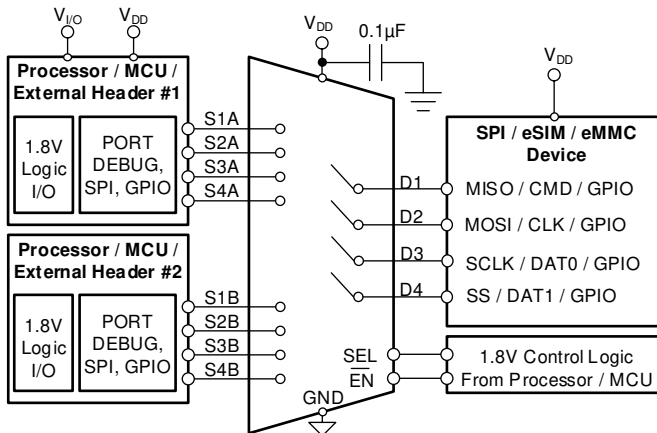 V_I/O
V_DD
Processor / MCU /
External Header #1
1.8V
Logic
I/O
PORT
DEBUG,
SPI, GPIO
S1A
S2A
S3A
S4A
Processor / MCU /
External Header #2
1.8V
Logic
I/O
PORT
DEBUG,
SPI, GPIO
S1B
S2B
S3B
S4B
V_DD
0.1µF
D1
D2
D3
D4
SEL
EN
GND
V_DD
SPI / eSIM / eMMC
Device
MISO / CMD / GPIO
MOSI / CLK / GPIO
SCLK / DAT0 / GPIO
SS / DAT1 / GPIO
1.8V Control Logic
From Processor / MCU